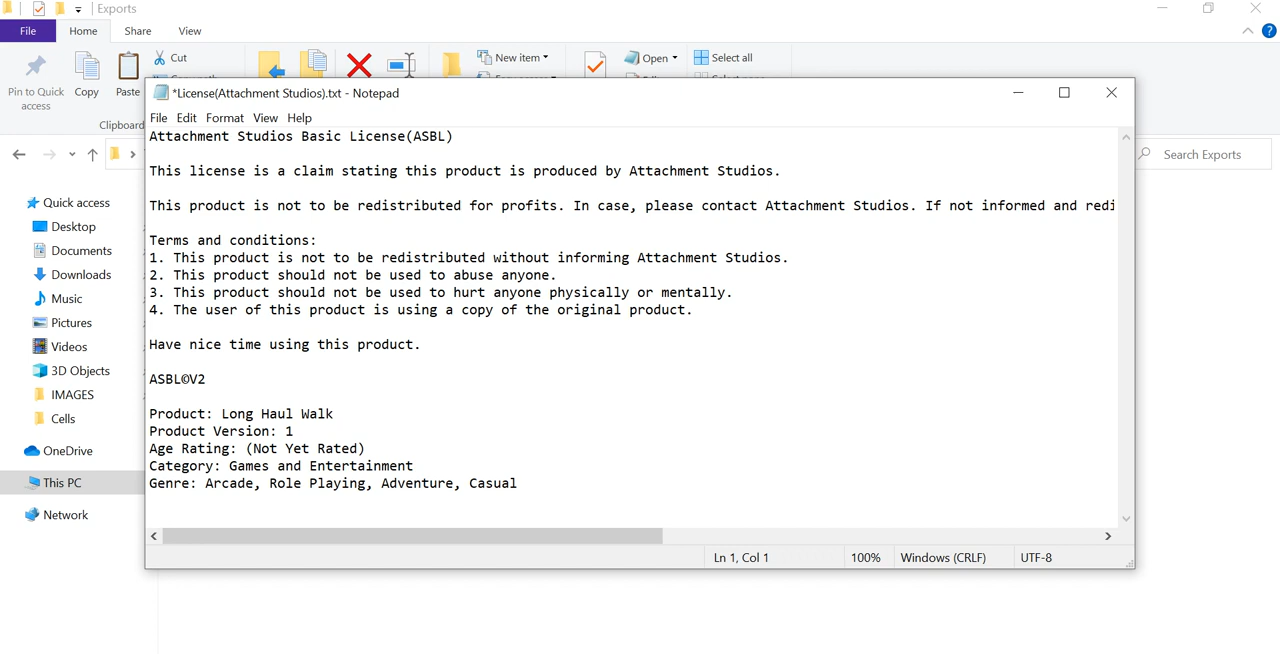 Exports
File
Home
Share
View
Pin to Quick
access
Copy
Paste
Cut
New item
Open
Select all
Clipboard
*License(Attachment Studios).txt - Notepad
File Edit Format View Help
Attachment Studios Basic License(ASBL)
This license is a claim stating this product is produced by Attachment Studios.
This product is not to be redistributed for profits. In case, please contact Attachment Studios. If not informed and redi
Terms and conditions:
1. This product is not to be redistributed without informing Attachment Studios.
2. This product should not be used to abuse anyone.
3. This product should not be used to hurt anyone physically or mentally.
4. The user of this product is using a copy of the original product.
Have nice time using this product.
ASBL©V2
Product: Long Haul Walk
Product Version: 1
Age Rating: (Not Yet Rated)
Category: Games and Entertainment
Genre: Arcade, Role Playing, Adventure, Casual
Ln 1, Col 1
100%
Windows (CRLF)
UTF-8
Search Exports
Quick access
Desktop
Documents
Downloads
Music
Pictures
Videos
3D Objects
IMAGES
Cells
OneDrive
This PC
Network